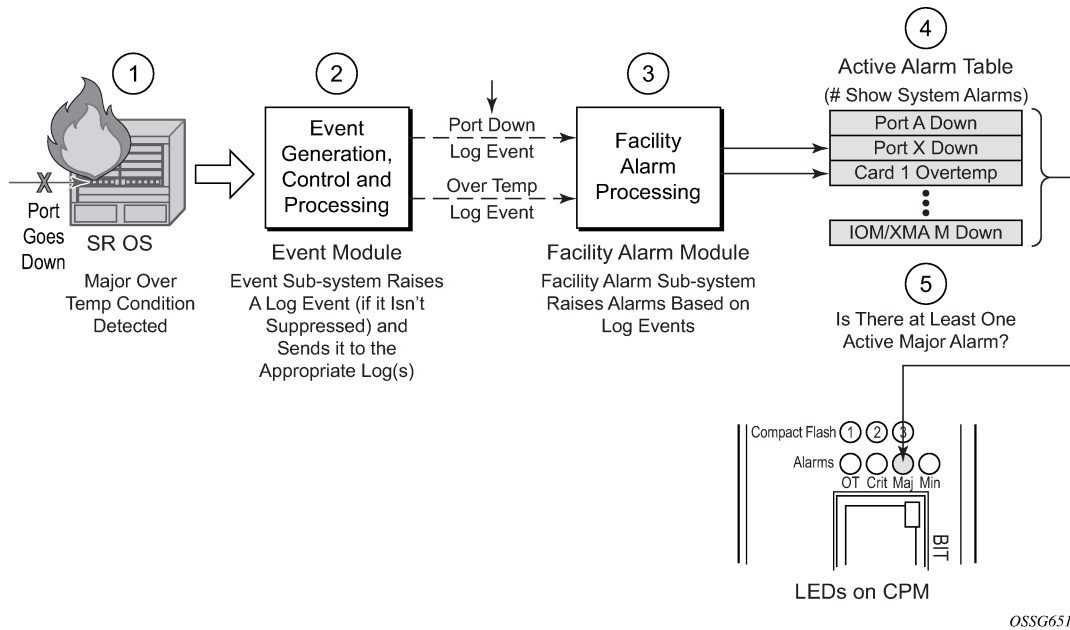 1
Port
Goes
Down
SR OS
Major Over
Temp Condition
Detected
2
Event
Generation,
Control and
Processing
Event Module
Event Sub-system Raises
A Log Event (if it Isn't
Suppressed) and
Sends it to the
Appropriate Log(s)
Port Down
Log Event
Over Temp
Log Event
3
Facility
Alarm
Processing
Facility Alarm Module
Facility Alarm Sub-system
Raises Alarms Based on
Log Events
4
Active Alarm Table
(# Show System Alarms)
Port A Down
Port X Down
Card 1 Overtemp
IOM/XMA M Down
5
Is There at Least One
Active Major Alarm?
Compact Flash 1 2 3
Alarms
OT Crit Maj Min
BIT
LEDs on CPM
OSSG651